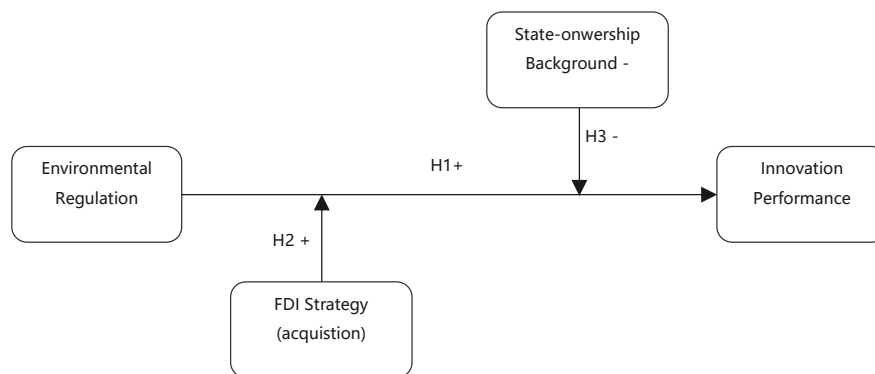 State-onwership
Background -
H3 -
H1+
Environmental
Regulation
Innovation
Performance
H2 +
FDI Strategy
(acquistion)